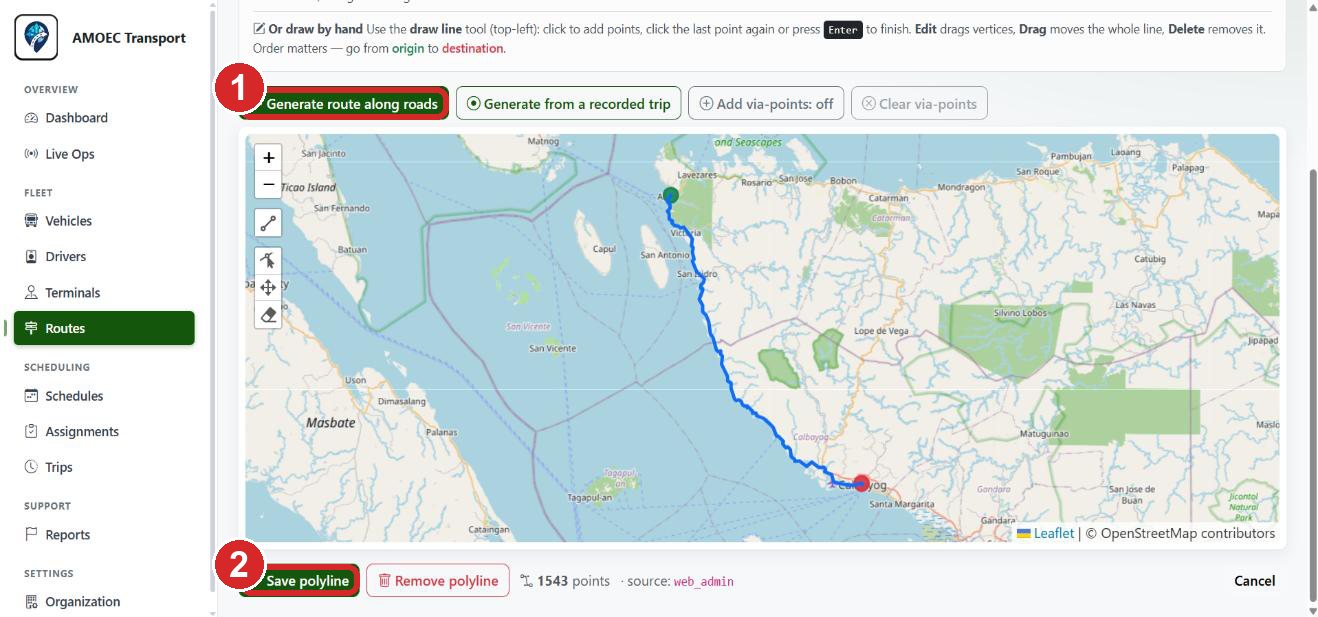 AMOEC Transport
OVERVIEW
Dashboard
Live Ops
FLEET
Vehicles
Drivers
Terminals
Routes
SCHEDULING
Schedules
Assignments
Trips
SUPPORT
Reports
SETTINGS
Organization
Or draw by hand Use the draw line tool (top-left): click to add points, click the last point again or press Enter to finish. Edit drags vertices, Drag moves the whole line, Delete removes it.
Order matters — go from origin to destination.
1
Generate route along roads
Generate from a recorded trip
Add via-points: off
Clear via-points
+
−
Matnog
and Seascapes
San Jacinto
Ticao Island
San Fernando
Batuan
Lavezares
Rosario
San Jose
Bobon
Catarman
Catarman
Mondragon
San Roque
Pambujan
Laoang
Palapag
Mapa
Victoria
San Antonio
Capul
San Isidro
Catubig
Las Navas
San Vicente
San Vicente
Lope de Vega
Silvino Lobos
Jipapad
Uson
Dimasalang
Masbate
Palanas
Calbayog
Matuguinao
Maslo
Tagapul-an
Cataingan
Santa Margarita
Gandara
Gandara
San Jose de
Buan
Jicontol
Natural
Park
Leaflet | © OpenStreetMap contributors
2
Save polyline
Remove polyline
1543 points
· source: web_admin
Cancel